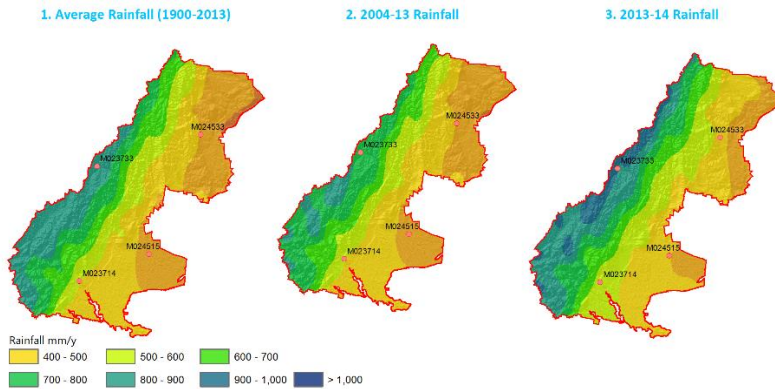 1. Average Rainfall (1900-2013)
2. 2004-13 Rainfall
3. 2013-14 Rainfall
M024533
M023733
M024515
M023714
M024533
M023733
M024515
M023714
M024533
M023733
M024515
M023714
Rainfall mm/y
400 - 500
500 - 600
600 - 700
700 - 800
800 - 900
900 - 1,000
> 1,000